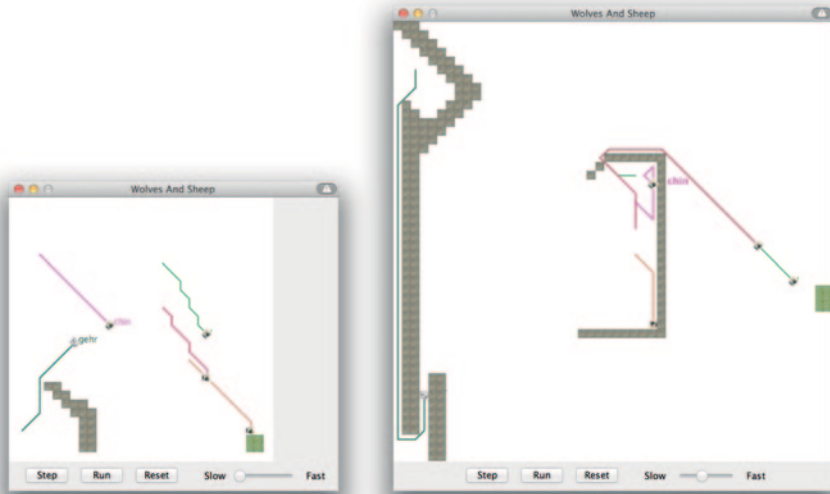 Wolves And Sheep
chin
gehr
Step Run Reset Slow Fast
Wolves And Sheep
chin
Step Run Reset Slow Fast